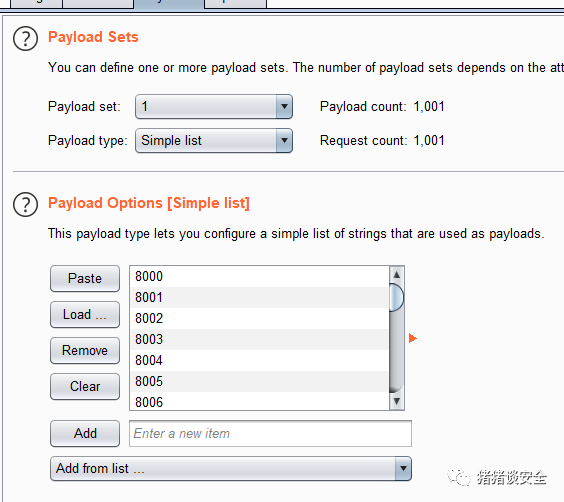 Payload Sets
You can define one or more payload sets. The number of payload sets depends on the
Payload set: 1 Payload count: 1,001
Payload type: Simple list Request count: 1,001
Payload Options [Simple list]
This payload type lets you configure a simple list of strings that are used as payloads.
Paste
Load ...
Remove
Clear
8000
8001
8002
8003
8004
8005
8006
Add Enter a new item
Add from list ...
猪猪谈安全